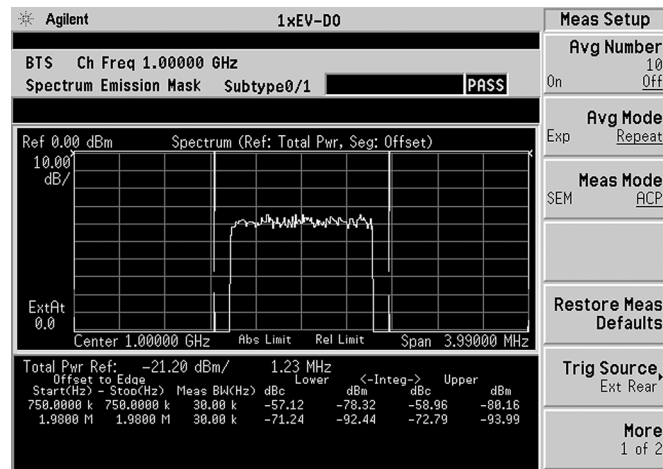 Agilent
1xEV-DO
Meas Setup
BTS Ch Freq 1.00000 GHz
Spectrum Emission Mask Subtype0/1 PASS
Ref 0.00 dBm Spectrum (Ref: Total Pwr, Seg: Offset)
10.00
dB/
ExtAt
0.0
Center 1.00000 GHz Abs Limit Rel Limit Span 3.99000 MHz
Total Pwr Ref: -21.20 dBm/ 1.23 MHz
Offset to Edge Lower <-Integ-> Upper
Start(Hz) - Stop(Hz) Meas BW(Hz) dBc dBm dBc dBm
750.0000 k 750.0000 k 30.00 k -57.12 -78.32 -58.96 -80.16
1.9800 M 1.9800 M 30.00 k -71.24 -92.44 -72.79 -93.99
Avg Number
10
On Off
Avg Mode
Exp Repeat
Meas Mode
SEM ACP
Restore Meas
Defaults
Trig Source
Ext Rear
More
1 of 2